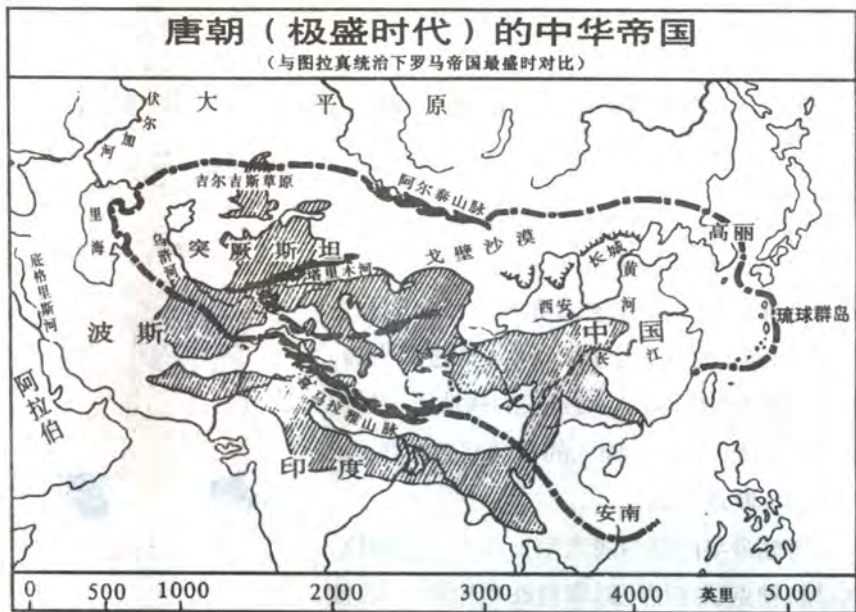 唐朝（极盛时代）的中华帝国
（与图拉真统治下罗马帝国最盛时对比）
伏尔加河
大平原
吉尔吉斯草原
阿尔泰山脉
里海
乌浒河
突厥斯坦
戈壁沙漠
长城
高丽
底格里斯河
塔里木河
黄河
西安
琉球群岛
波斯
中国
长江
阿拉伯
喜马拉雅山脉
印度
安南
0 500 1000 2000 3000 4000 英里 5000